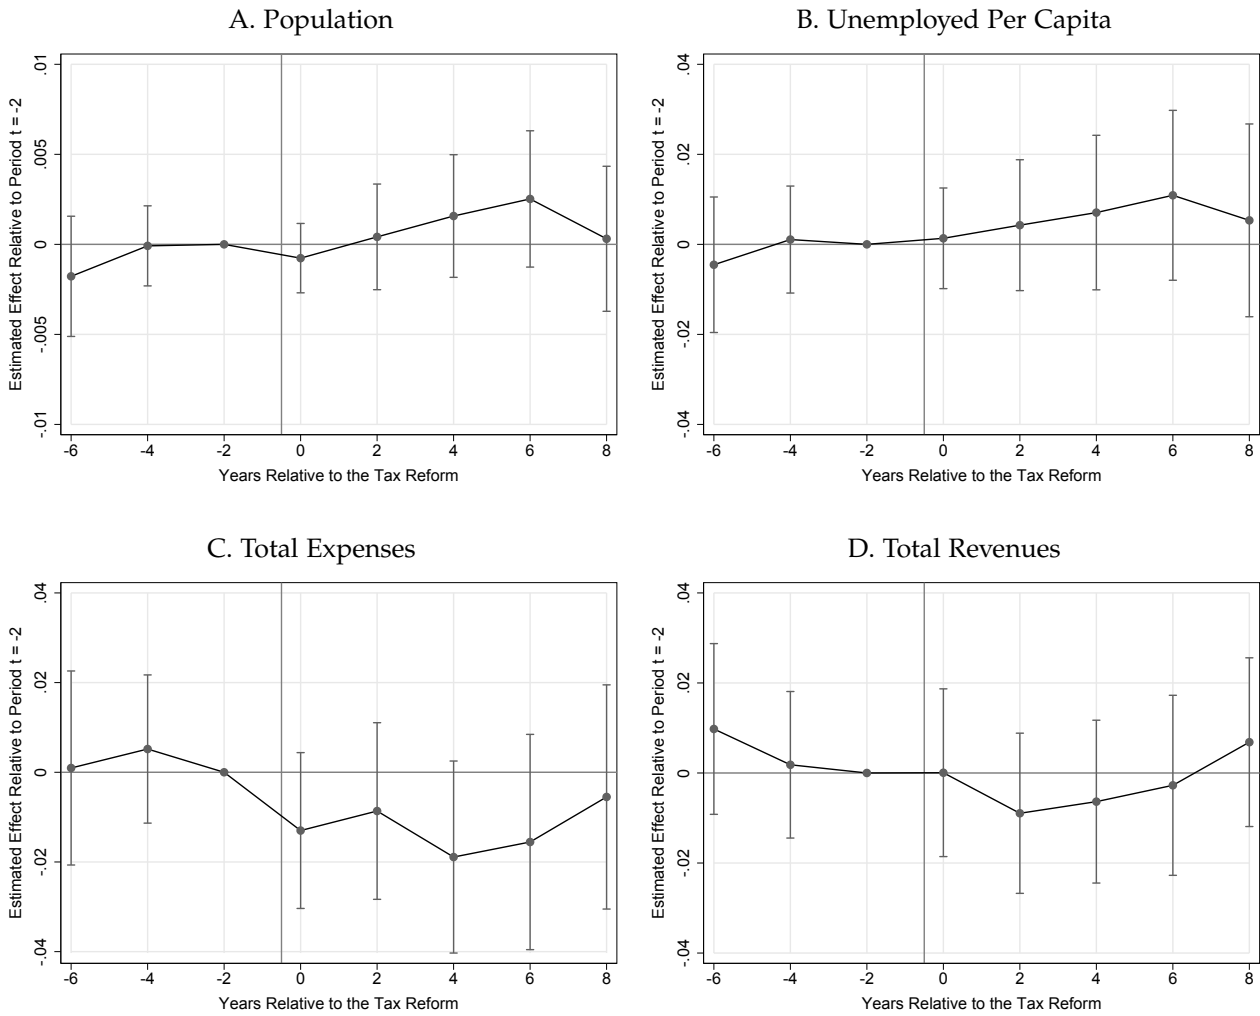 A. Population
Estimated Effect Relative to Period t = -2
.01
.005
0
-.005
-.01
-6 -4 -2 0 2 4 6 8
Years Relative to the Tax Reform
B. Unemployed Per Capita
Estimated Effect Relative to Period t = -2
.04
.02
0
-.02
-.04
-6 -4 -2 0 2 4 6 8
Years Relative to the Tax Reform
C. Total Expenses
Estimated Effect Relative to Period t = -2
.04
.02
0
-.02
-.04
-6 -4 -2 0 2 4 6 8
Years Relative to the Tax Reform
D. Total Revenues
Estimated Effect Relative to Period t = -2
.04
.02
0
-.02
-.04
-6 -4 -2 0 2 4 6 8
Years Relative to the Tax Reform